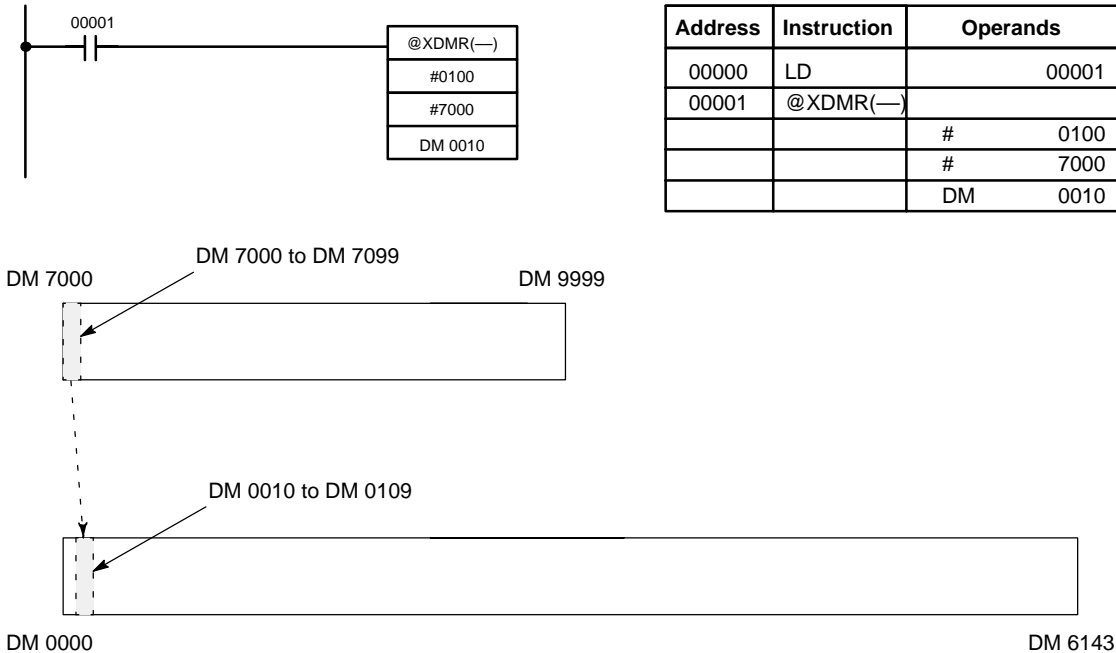 00001
@XDMR(—)
#0100
#7000
DM 0010
Address Instruction Operands
00000 LD 00001
00001 @XDMR(—)
# 0100
# 7000
DM 0010
DM 7000 to DM 7099
DM 7000 DM 9999
DM 0010 to DM 0109
DM 0000 DM 6143